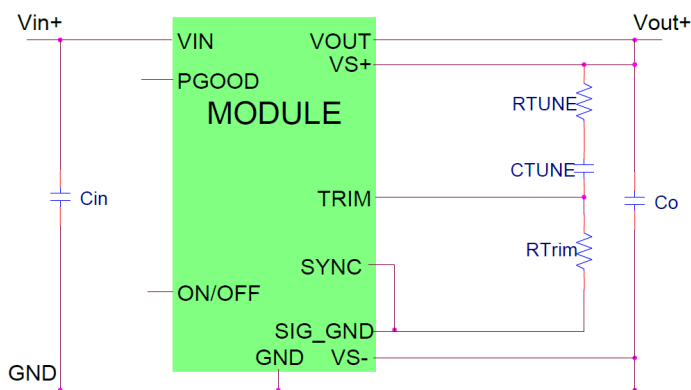 Vin+
Vout+
VIN
VOUT
VS+
PGOOD
MODULE
RTUNE
CTUNE
TRIM
Cin
Co
RTrim
SYNC
ON/OFF
SIG_GND
GND
VS-
GND